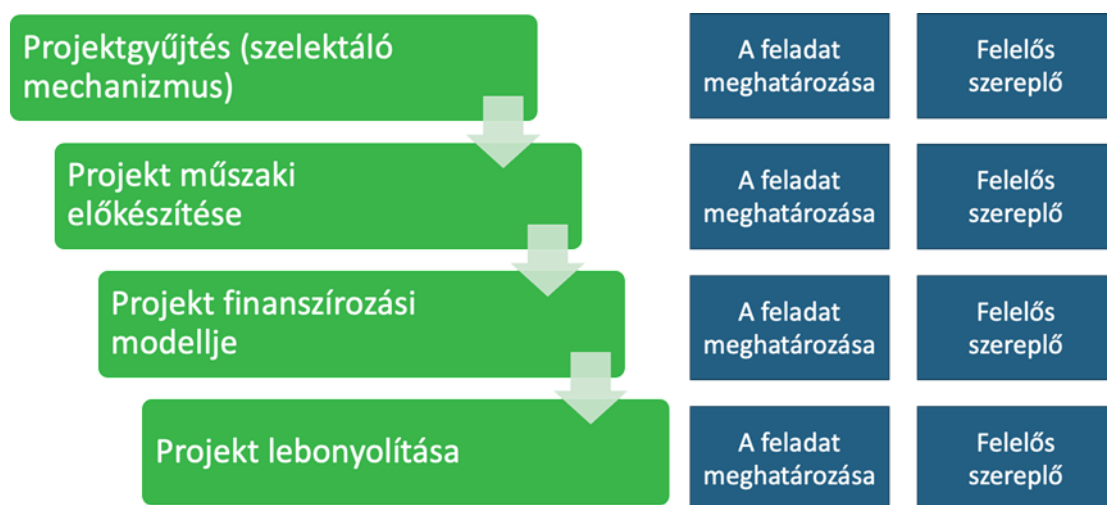 Projektgyűjtés (szelektáló
mechanizmus)
A feladat
meghatározása
Felelős
szereplő
Projekt műszaki
előkészítése
A feladat
meghatározása
Felelős
szereplő
Projekt finanszírozási
modellje
A feladat
meghatározása
Felelős
szereplő
Projekt lebonyolítása
A feladat
meghatározása
Felelős
szereplő